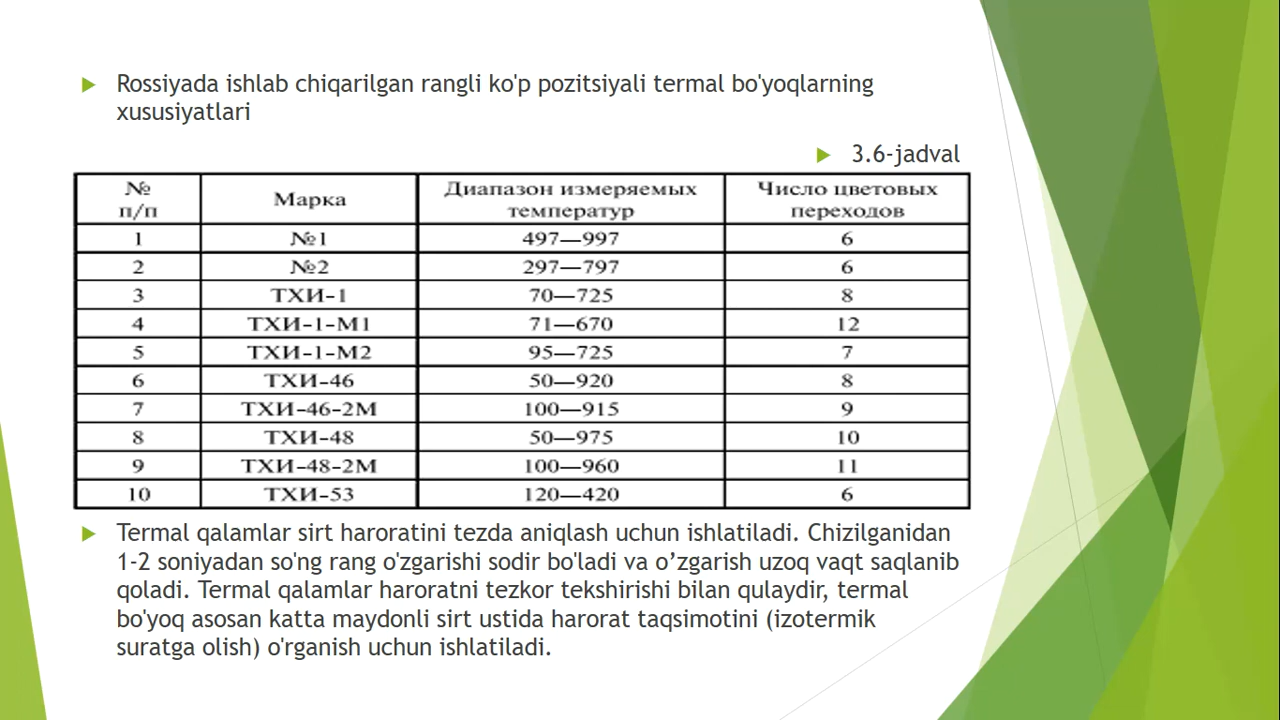 Rossiyada ishlab chiqarilgan rangli ko'p pozitsiyali termal bo'yoqlarning
xususiyatlari
3.6-jadval
№ п/п Марка Диапазон измеряемых температур Число цветовых переходов
1 №1 497—997 6
2 №2 297—797 6
3 ТХИ-1 70—725 8
4 ТХИ-1-М1 71—670 12
5 ТХИ-1-М2 95—725 7
6 ТХИ-46 50—920 8
7 ТХИ-46-2М 100—915 9
8 ТХИ-48 50—975 10
9 ТХИ-48-2М 100—960 11
10 ТХИ-53 120—420 6
Termal qalamlar sirt haroratini tezda aniqlash uchun ishlatiladi. Chizilganidan
1-2 soniyadan so'ng rang o'zgarishi sodir bo'ladi va o’zgarish uzoq vaqt saqlanib
qoladi. Termal qalamlar haroratni tezkor tekshirishi bilan qulaydir, termal
bo'yoq asosan katta maydonli sirt ustida harorat taqsimotini (izotermik
suratga olish) o'rganish uchun ishlatiladi.